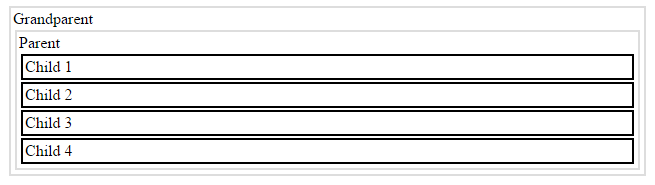 Grandparent
Parent
Child 1
Child 2
Child 3
Child 4